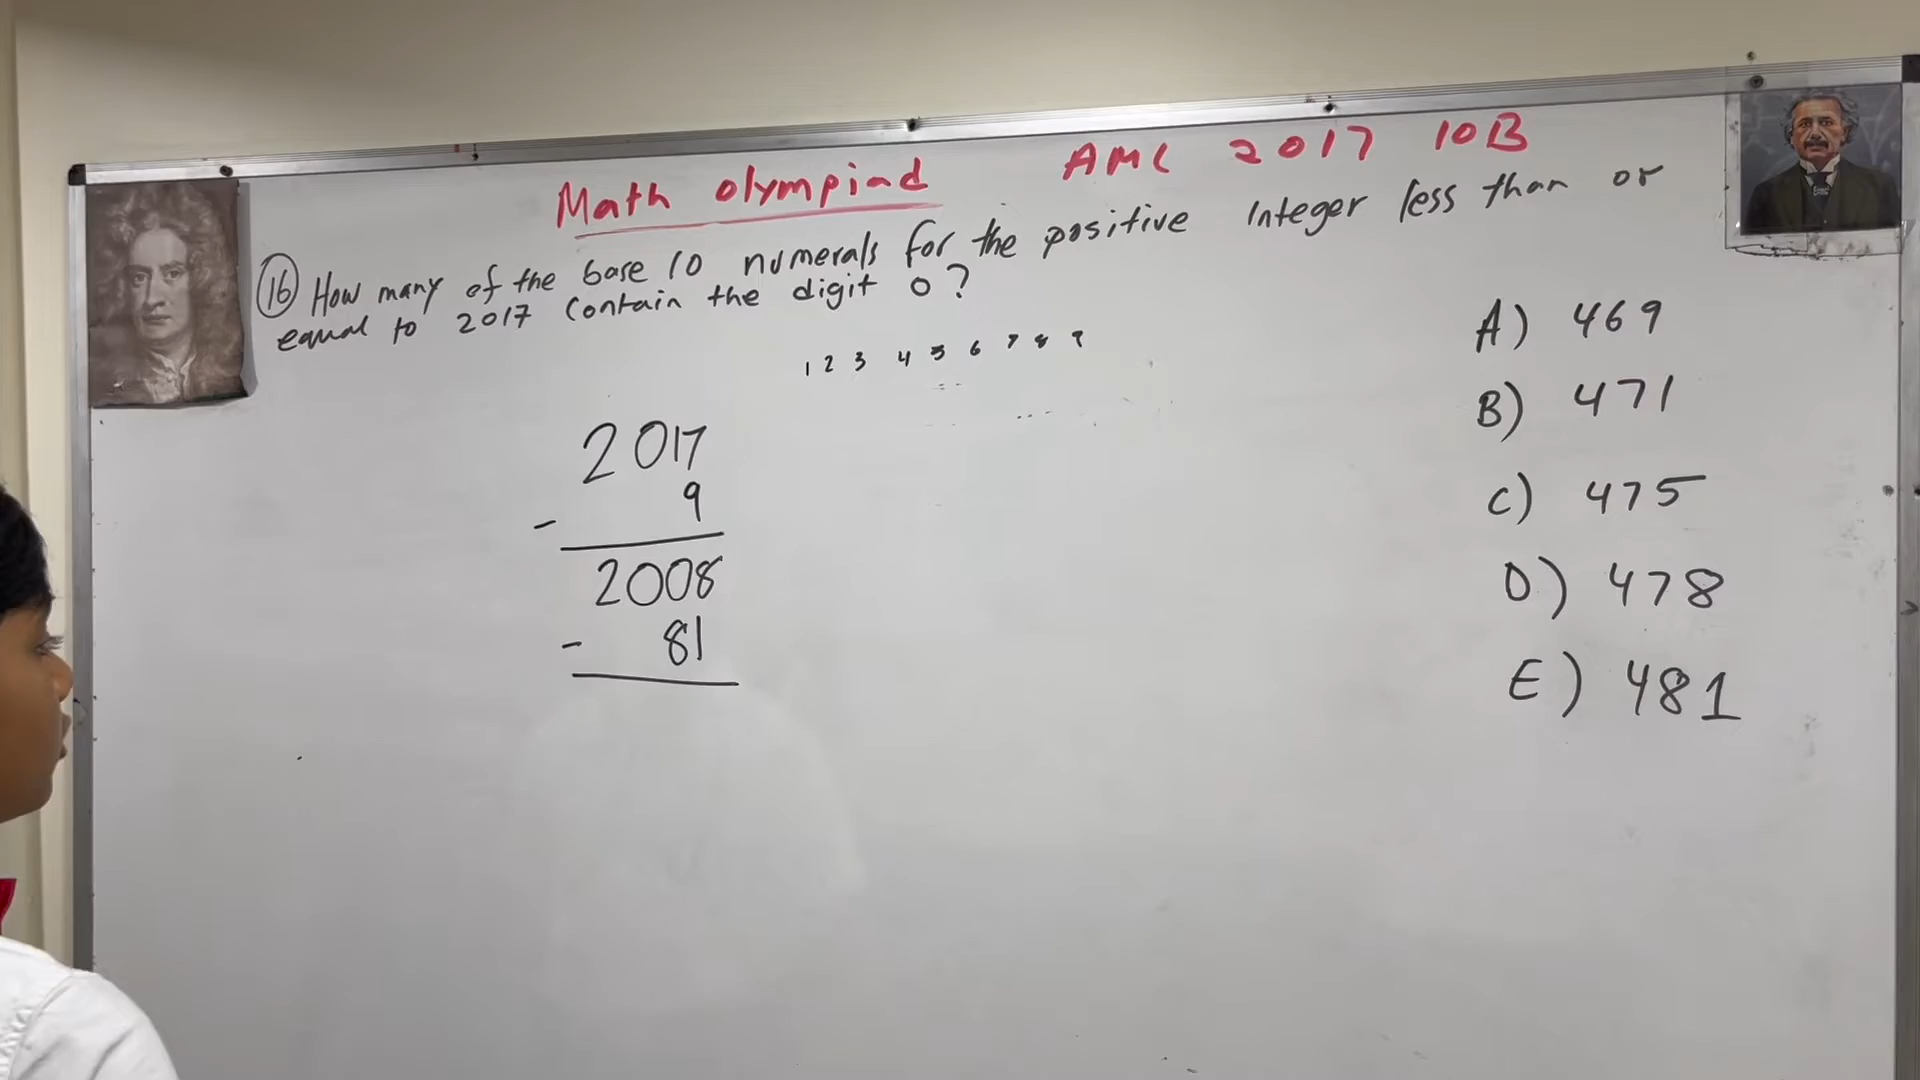 Math Olympiad AMC 2017 10B
16 How many of the base 10 numerals for the positive Integer less than or
equal to 2017 contain the digit 0?
1 2 3 4 5 6 7 8 9
A) 469
B) 471
C) 475
D) 478
E) 481
2017
- 9
2008
- 81